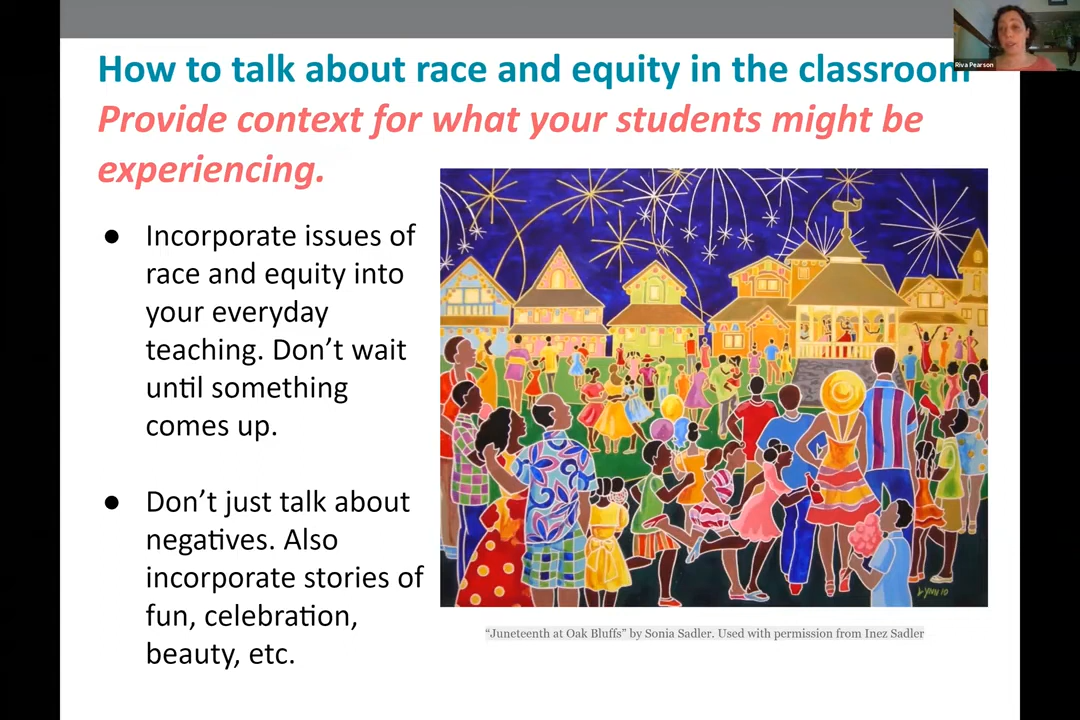 How to talk about race and equity in the classroom
Riva Pearson
Provide context for what your students might be
experiencing.
● Incorporate issues of
race and equity into
your everyday
teaching. Don’t wait
until something
comes up.
● Don’t just talk about
negatives. Also
incorporate stories of
fun, celebration,
beauty, etc.
“Juneteenth at Oak Bluffs” by Sonia Sadler. Used with permission from Inez Sadler